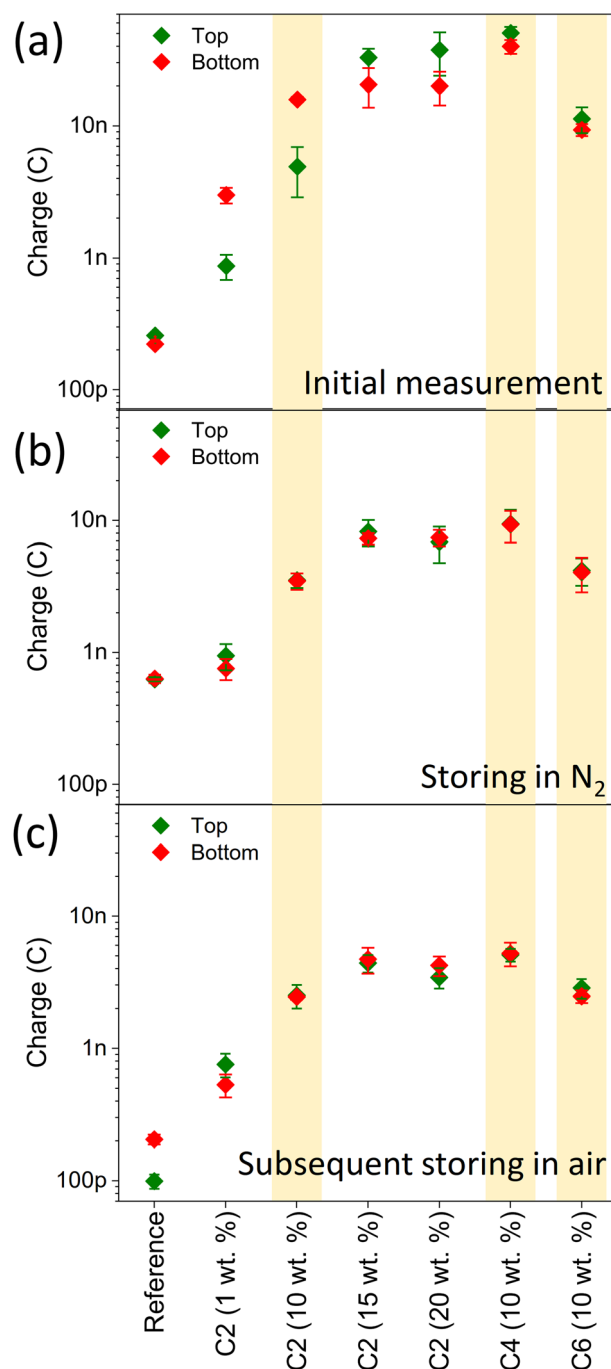 (a)
Top
Bottom
10n
1n
100p
Charge (C)
Initial measurement
(b)
Top
Bottom
10n
1n
100p
Charge (C)
Storing in N₂
(c)
Top
Bottom
10n
1n
100p
Charge (C)
Subsequent storing in air
Reference
C2 (1 wt. %)
C2 (10 wt. %)
C2 (15 wt. %)
C2 (20 wt. %)
C4 (10 wt. %)
C6 (10 wt. %)